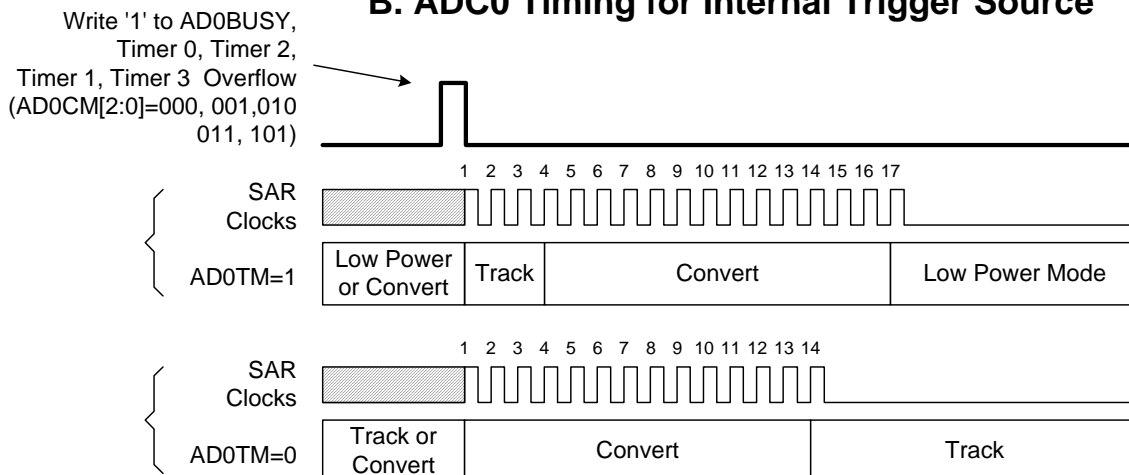 B. ADC0 Timing for Internal Trigger Source
Write '1' to AD0BUSY,
Timer 0, Timer 2,
Timer 1, Timer 3 Overflow
(AD0CM[2:0]=000, 001,010
011, 101)
1 2 3 4 5 6 7 8 9 10 11 12 13 14 15 16 17
SAR
Clocks
AD0TM=1
Low Power
or Convert
Track
Convert
Low Power Mode
1 2 3 4 5 6 7 8 9 10 11 12 13 14
SAR
Clocks
AD0TM=0
Track or
Convert
Convert
Track